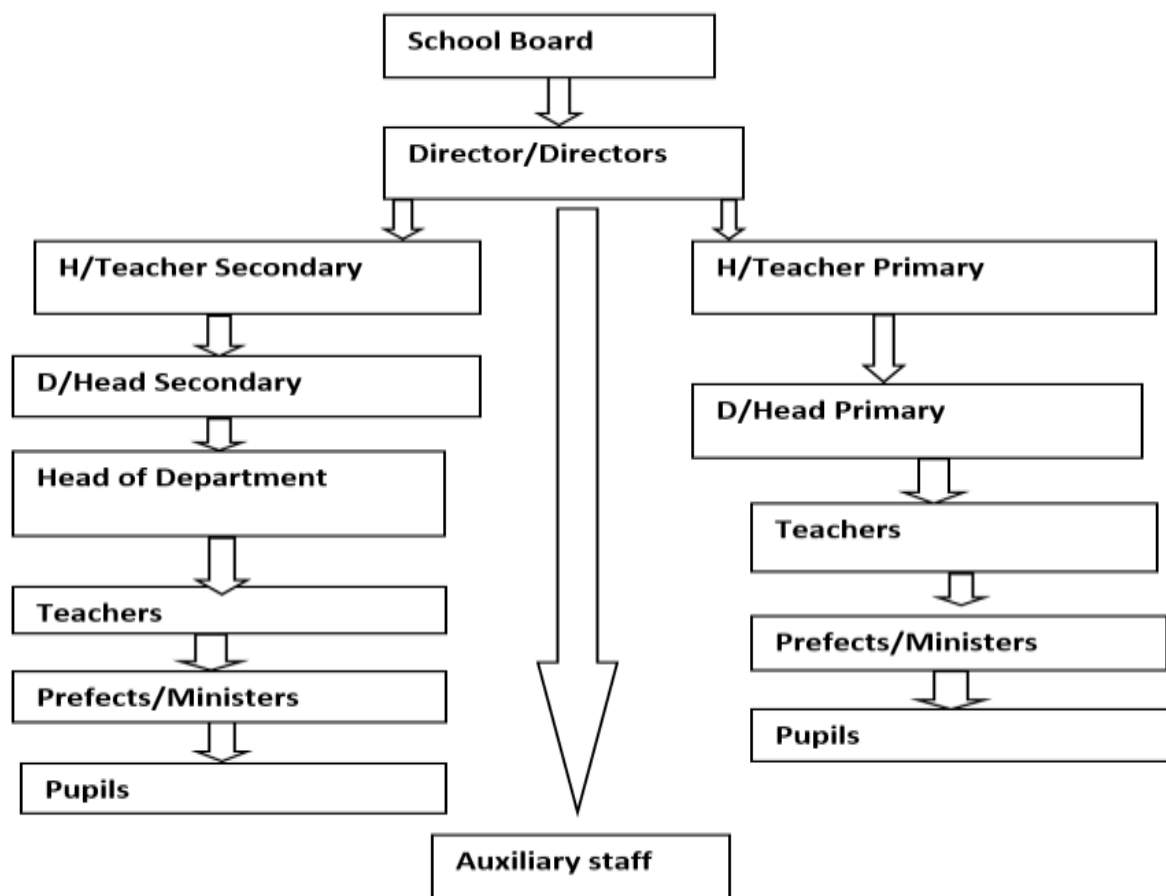 School Board
Director/Directors
H/Teacher Secondary
H/Teacher Primary
D/Head Secondary
D/Head Primary
Head of Department
Teachers
Teachers
Prefects/Ministers
Prefects/Ministers
Pupils
Pupils
Auxiliary staff